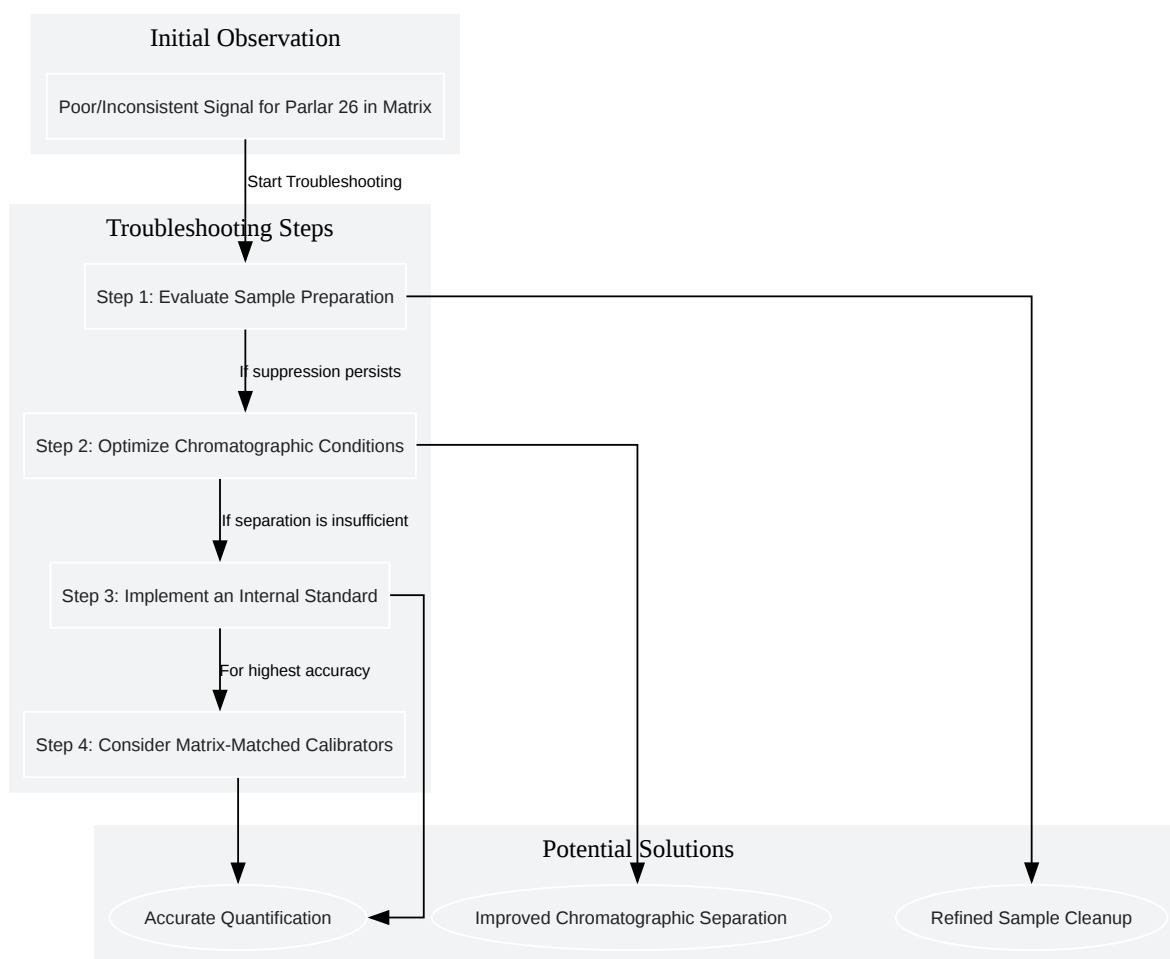 Initial Observation
Poor/Inconsistent Signal for Parlar 26 in Matrix
Start Troubleshooting
Troubleshooting Steps
Step 1: Evaluate Sample Preparation
If suppression persists
Step 2: Optimize Chromatographic Conditions
If separation is insufficient
Step 3: Implement an Internal Standard
For highest accuracy
Step 4: Consider Matrix-Matched Calibrators
Potential Solutions
Accurate Quantification
Improved Chromatographic Separation
Refined Sample Cleanup